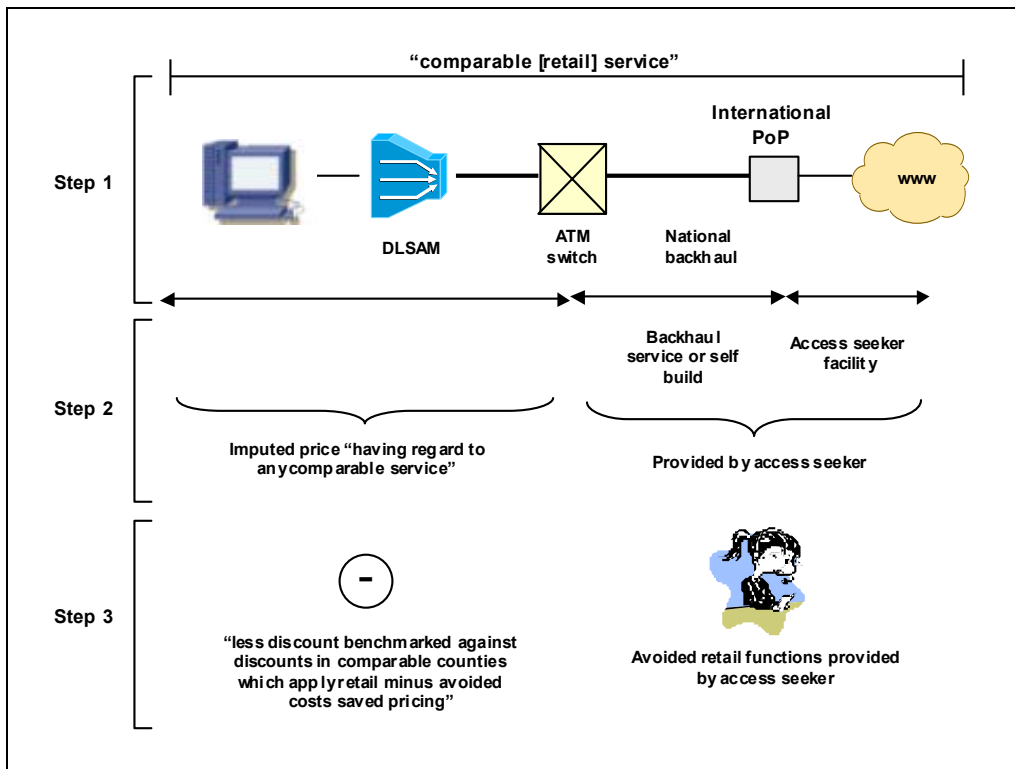 “comparable [retail] service”
International
PoP
Step 1
www
DLSAM
ATM
switch
National
backhaul
Backhaul
service or self
build
Access seeker
facility
Step 2
Imputed price “having regard to
anycomparable service”
Provided by access seeker
Step 3
-
“less discount benchmarked against
discounts in comparable counties
which apply retail minus avoided
costs saved pricing”
Avoided retail functions provided
by access seeker